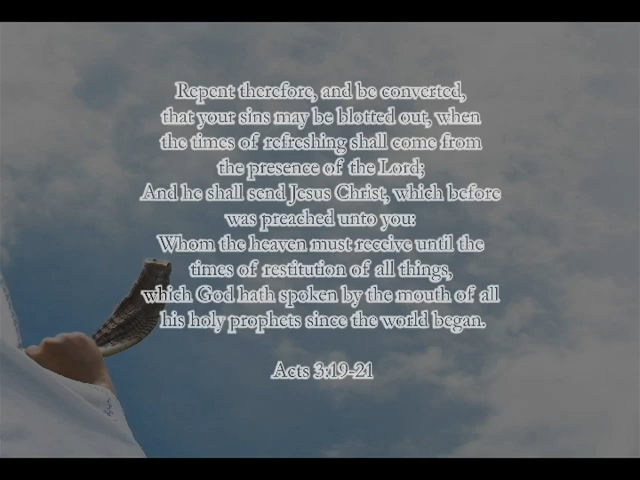 Repent therefore, and be converted,
that your sins may be blotted out, when
the times of refreshing shall come from
the presence of the Lord;
And he shall send Jesus Christ, which before
was preached unto you:
Whom the heaven must receive until the
times of restitution of all things,
which God hath spoken by the mouth of all
his holy prophets since the world began.
Acts 3:19-21